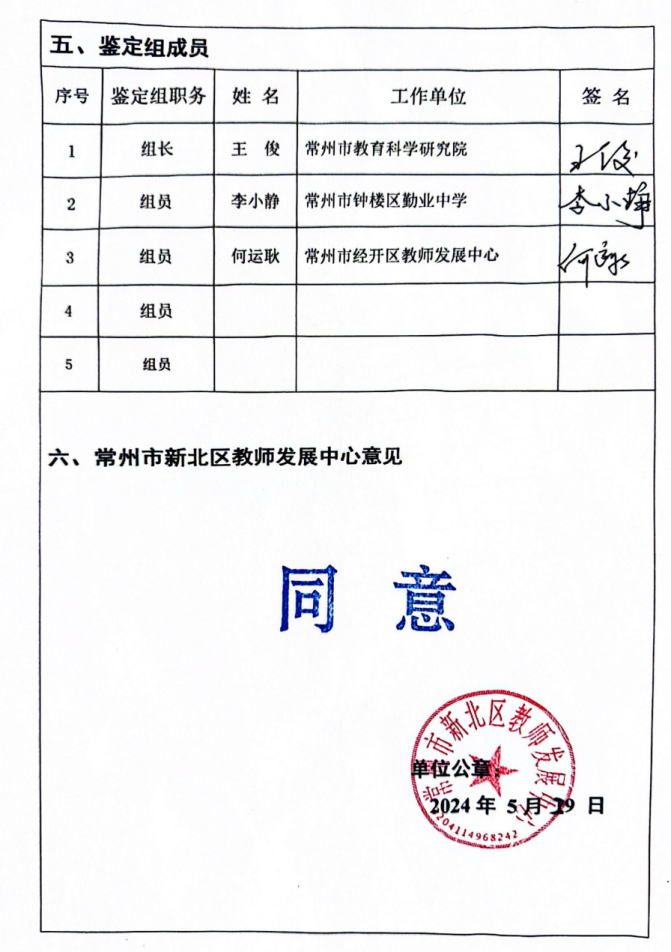 五、鉴定组成员
序号 鉴定组职务 姓 名 工作单位 签 名
1 组长 王 俊 常州市教育科学研究院 王俊
2 组员 李小静 常州市钟楼区勤业中学 李小静
3 组员 何运耿 常州市经开区教师发展中心
4 组员
5 组员
六、常州市新北区教师发展中心意见
同 意
常州市新北区教师发展中心
单位公章：
2024 年 5 月 29 日